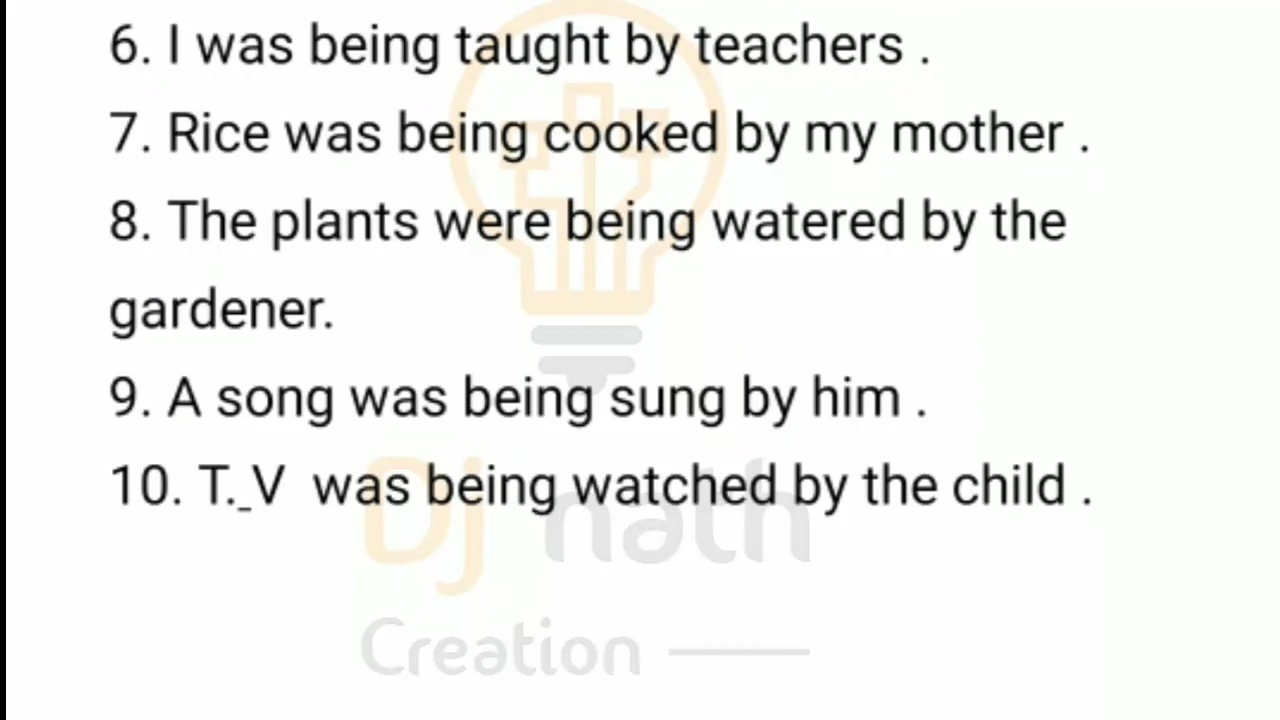 6. I was being taught by teachers .
7. Rice was being cooked by my mother .
8. The plants were being watered by the
gardener.
9. A song was being sung by him .
10. T._V  was being watched by the child .
Dj nath
Creation